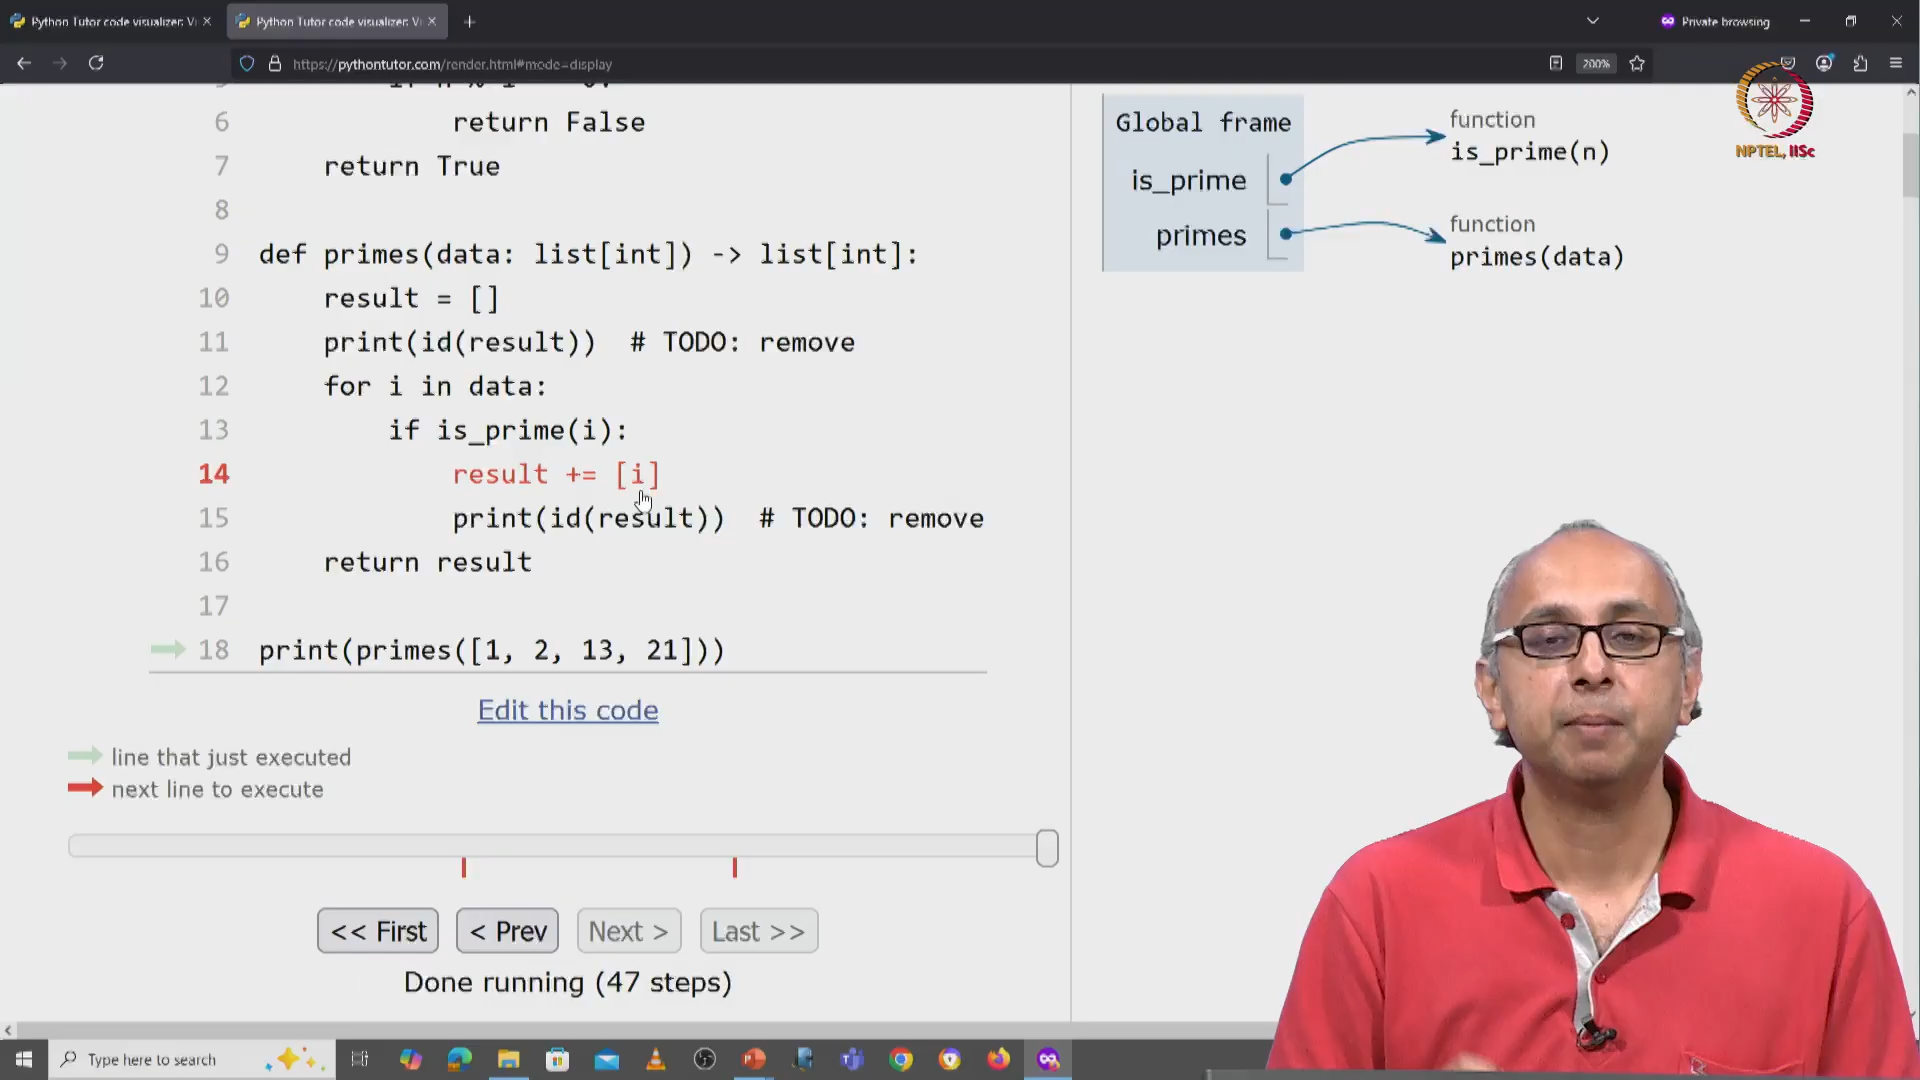 Python Tutor code visualizer: V
Python Tutor code visualizer: V
Private browsing
https://pythontutor.com/render.html#mode=display
200%
6 return False
7 return True
8
9 def primes(data: list[int]) -> list[int]:
10 result = []
11 print(id(result)) # TODO: remove
12 for i in data:
13 if is_prime(i):
14 result += [i]
15 print(id(result)) # TODO: remove
16 return result
17
18 print(primes([1, 2, 13, 21]))
Edit this code
line that just executed
next line to execute
<< First
< Prev
Next >
Last >>
Done running (47 steps)
Global frame
is_prime
primes
function
is_prime(n)
function
primes(data)
NPTEL, IISc
Type here to search